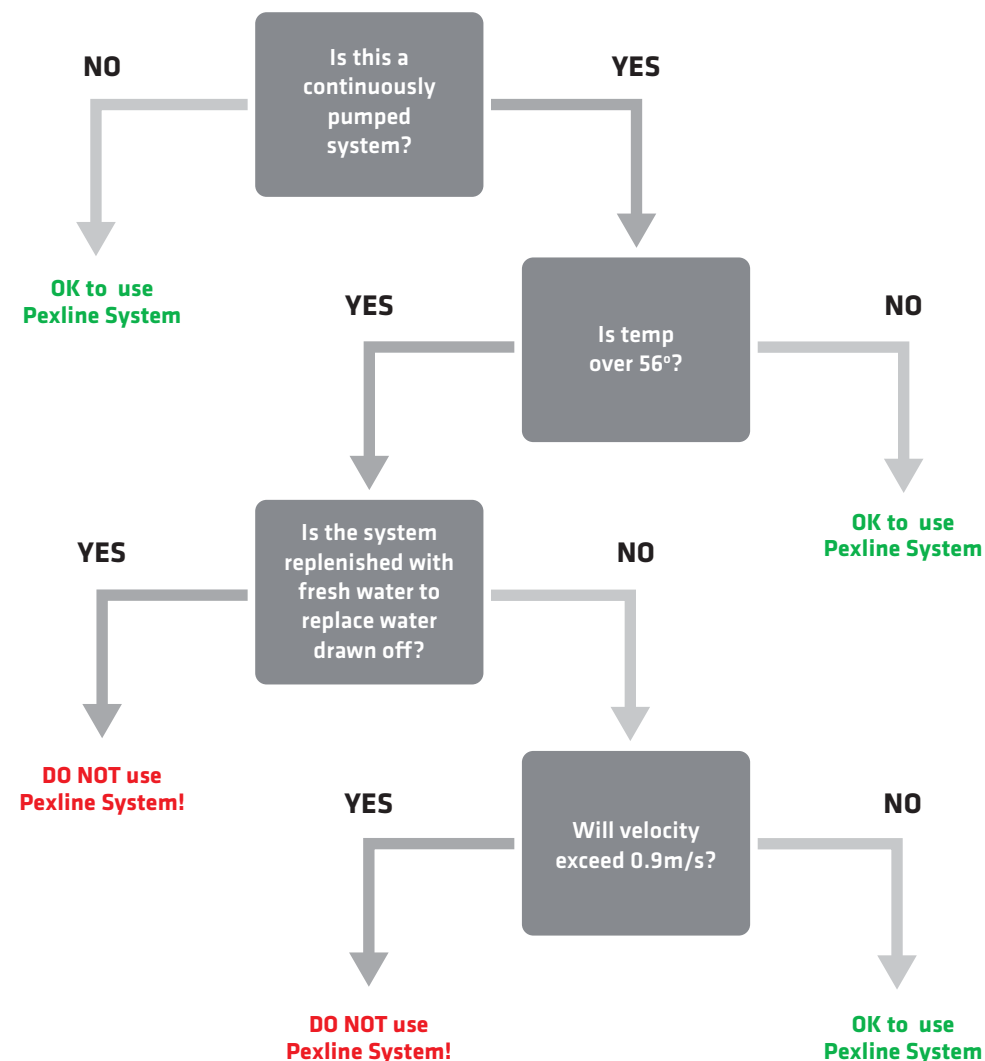 Is this a
continuously
pumped
system?
NO
YES
OK to use
Pexline System
Is temp
over 56º?
YES
NO
OK to use
Pexline System
Is the system
replenished with
fresh water to
replace water
drawn off?
YES
NO
DO NOT use
Pexline System!
Will velocity
exceed 0.9m/s?
YES
NO
DO NOT use
Pexline System!
OK to use
Pexline System